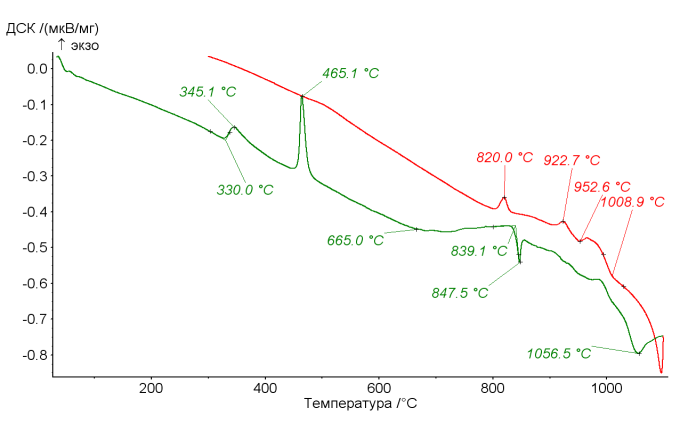 ДСК /(мкВ/мг)
↑ экзо
0.0
-0.1
-0.2
-0.3
-0.4
-0.5
-0.6
-0.7
-0.8
345.1 °C
465.1 °C
330.0 °C
820.0 °C
922.7 °C
952.6 °C
1008.9 °C
665.0 °C
839.1 °C
847.5 °C
1056.5 °C
200
400
600
800
1000
Температура /°C